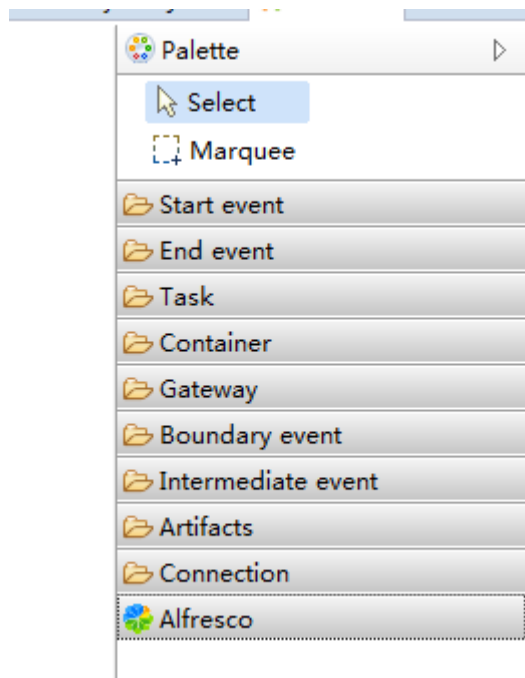 Palette
Select
Marquee
Start event
End event
Task
Container
Gateway
Boundary event
Intermediate event
Artifacts
Connection
Alfresco